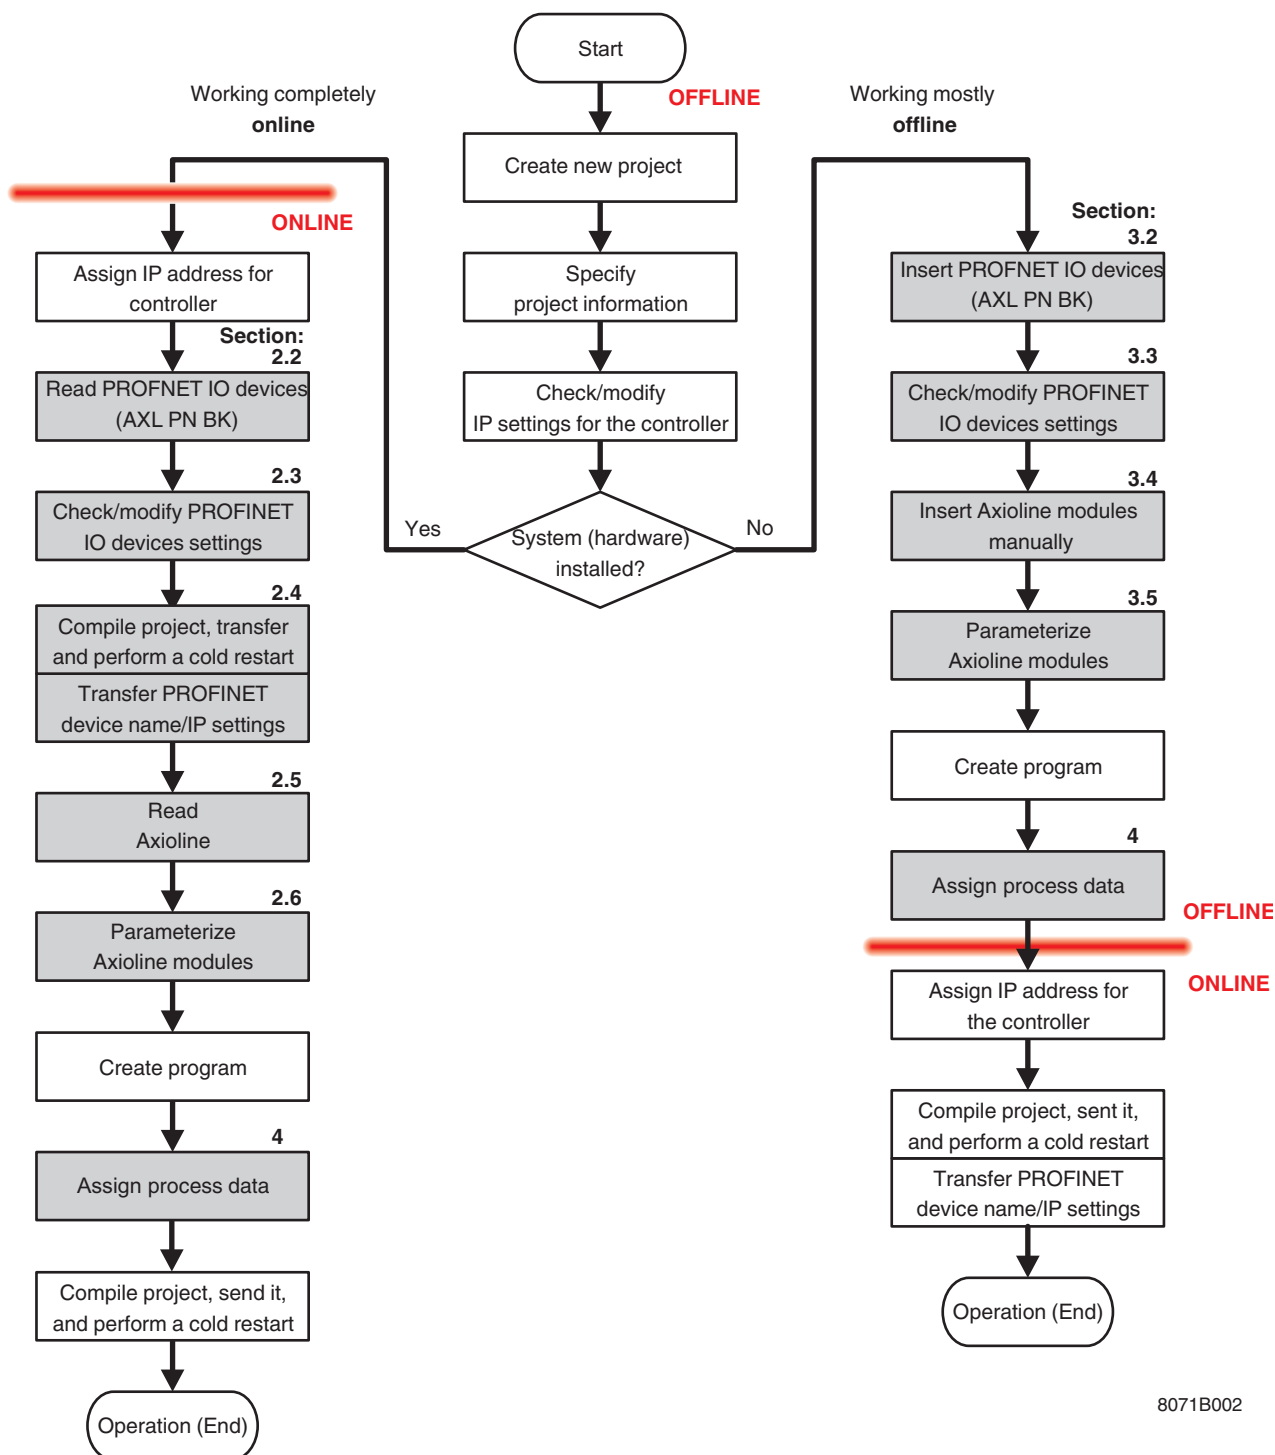 Start
OFFLINE
Create new project
Specify
project information
Check/modify
IP settings for the controller
System (hardware)
installed?
Yes
No
Working completely
online
ONLINE
Assign IP address for
controller
Section:
2.2
Read PROFNET IO devices
(AXL PN BK)
2.3
Check/modify PROFINET
IO devices settings
2.4
Compile project, transfer
and perform a cold restart
Transfer PROFINET
device name/IP settings
2.5
Read
Axioline
2.6
Parameterize
Axioline modules
Create program
4
Assign process data
Compile project, send it,
and perform a cold restart
Operation (End)
Working mostly
offline
Section:
3.2
Insert PROFNET IO devices
(AXL PN BK)
3.3
Check/modify PROFINET
IO devices settings
3.4
Insert Axioline modules
manually
3.5
Parameterize
Axioline modules
Create program
4
Assign process data
OFFLINE
ONLINE
Assign IP address for
the controller
Compile project, sent it,
and perform a cold restart
Transfer PROFINET
device name/IP settings
Operation (End)
8071B002